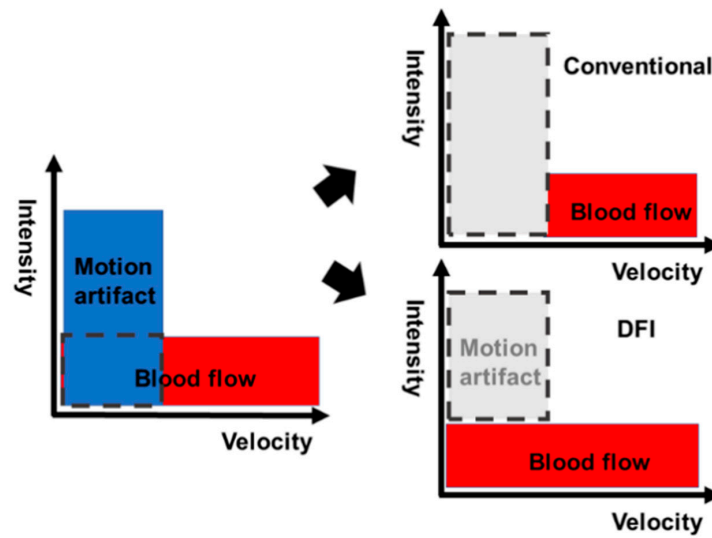 Intensity
Motion
artifact
Blood flow
Velocity
Intensity
Conventional
Blood flow
Velocity
Intensity
DFI
Motion
artifact
Blood flow
Velocity